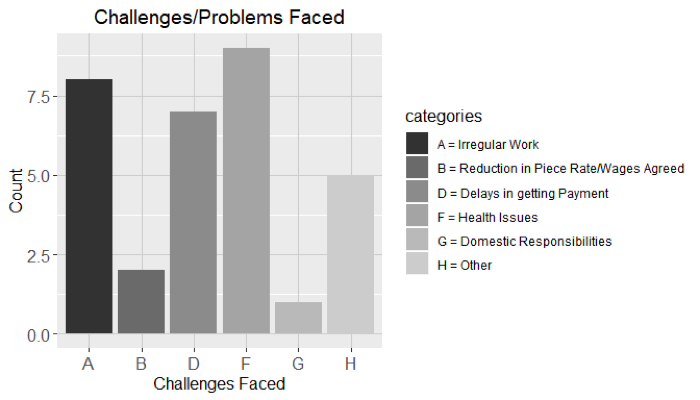 Challenges/Problems Faced
Count
7.5
5.0
2.5
0.0
A B D F G H
Challenges Faced
categories
A = Irregular Work
B = Reduction in Piece Rate/Wages Agreed
D = Delays in getting Payment
F = Health Issues
G = Domestic Responsibilities
H = Other